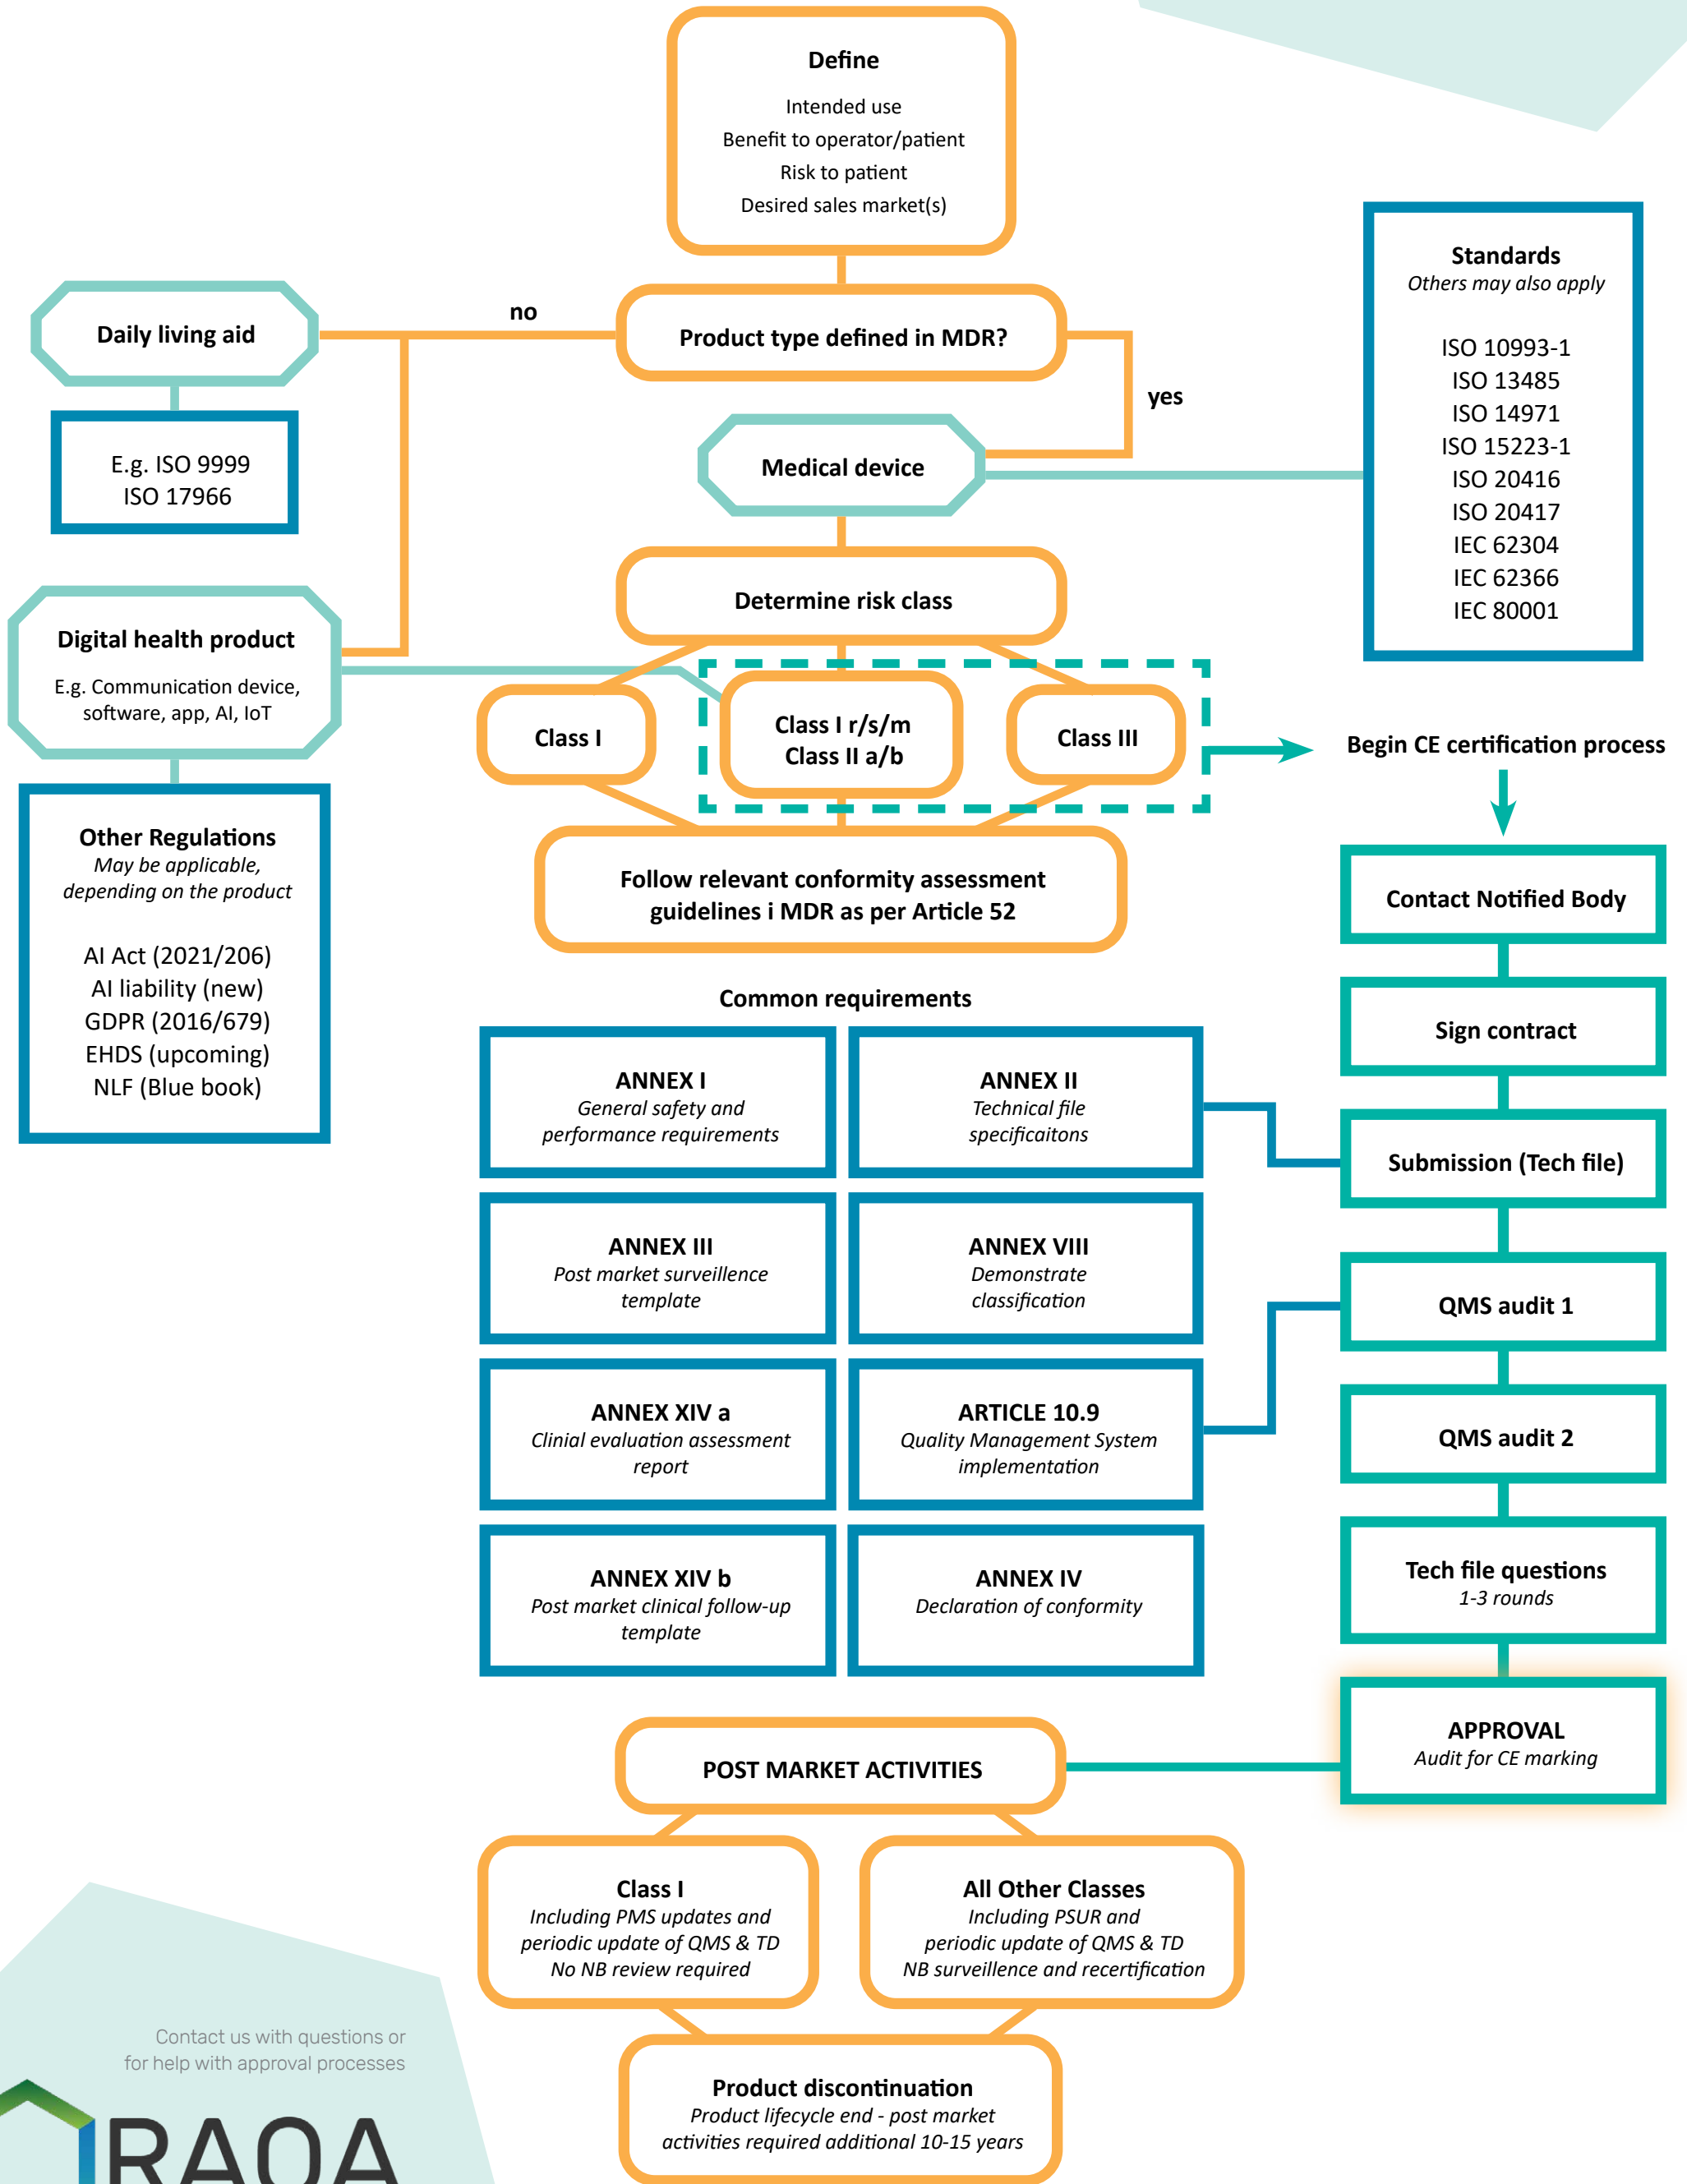 Define
Intended use
Benefit to operator/patient
Risk to patient
Desired sales market(s)
Product type defined in MDR?
no
yes
Daily living aid
E.g. ISO 9999
ISO 17966
Medical device
Standards
Others may also apply
ISO 10993-1
ISO 13485
ISO 14971
ISO 15223-1
ISO 20416
ISO 20417
IEC 62304
IEC 62366
IEC 80001
Determine risk class
Digital health product
E.g. Communication device,
software, app, AI, IoT
Class I
Class I r/s/m
Class II a/b
Class III
Begin CE certification process
Other Regulations
May be applicable,
depending on the product
AI Act (2021/206)
AI liability (new)
GDPR (2016/679)
EHDS (upcoming)
NLF (Blue book)
Follow relevant conformity assessment
guidelines i MDR as per Article 52
Common requirements
ANNEX I
General safety and
performance requirements
ANNEX II
Technical file
specificaitons
ANNEX III
Post market surveillence
template
ANNEX VIII
Demonstrate
classification
ANNEX XIV a
Clinial evaluation assessment
report
ARTICLE 10.9
Quality Management System
implementation
ANNEX XIV b
Post market clinical follow-up
template
ANNEX IV
Declaration of conformity
Contact Notified Body
Sign contract
Submission (Tech file)
QMS audit 1
QMS audit 2
Tech file questions
1-3 rounds
APPROVAL
Audit for CE marking
POST MARKET ACTIVITIES
Class I
Including PMS updates and
periodic update of QMS & TD
No NB review required
All Other Classes
Including PSUR and
periodic update of QMS & TD
NB surveillence and recertification
Product discontinuation
Product lifecycle end - post market
activities required additional 10-15 years
Contact us with questions or
for help with approval processes
RAQA